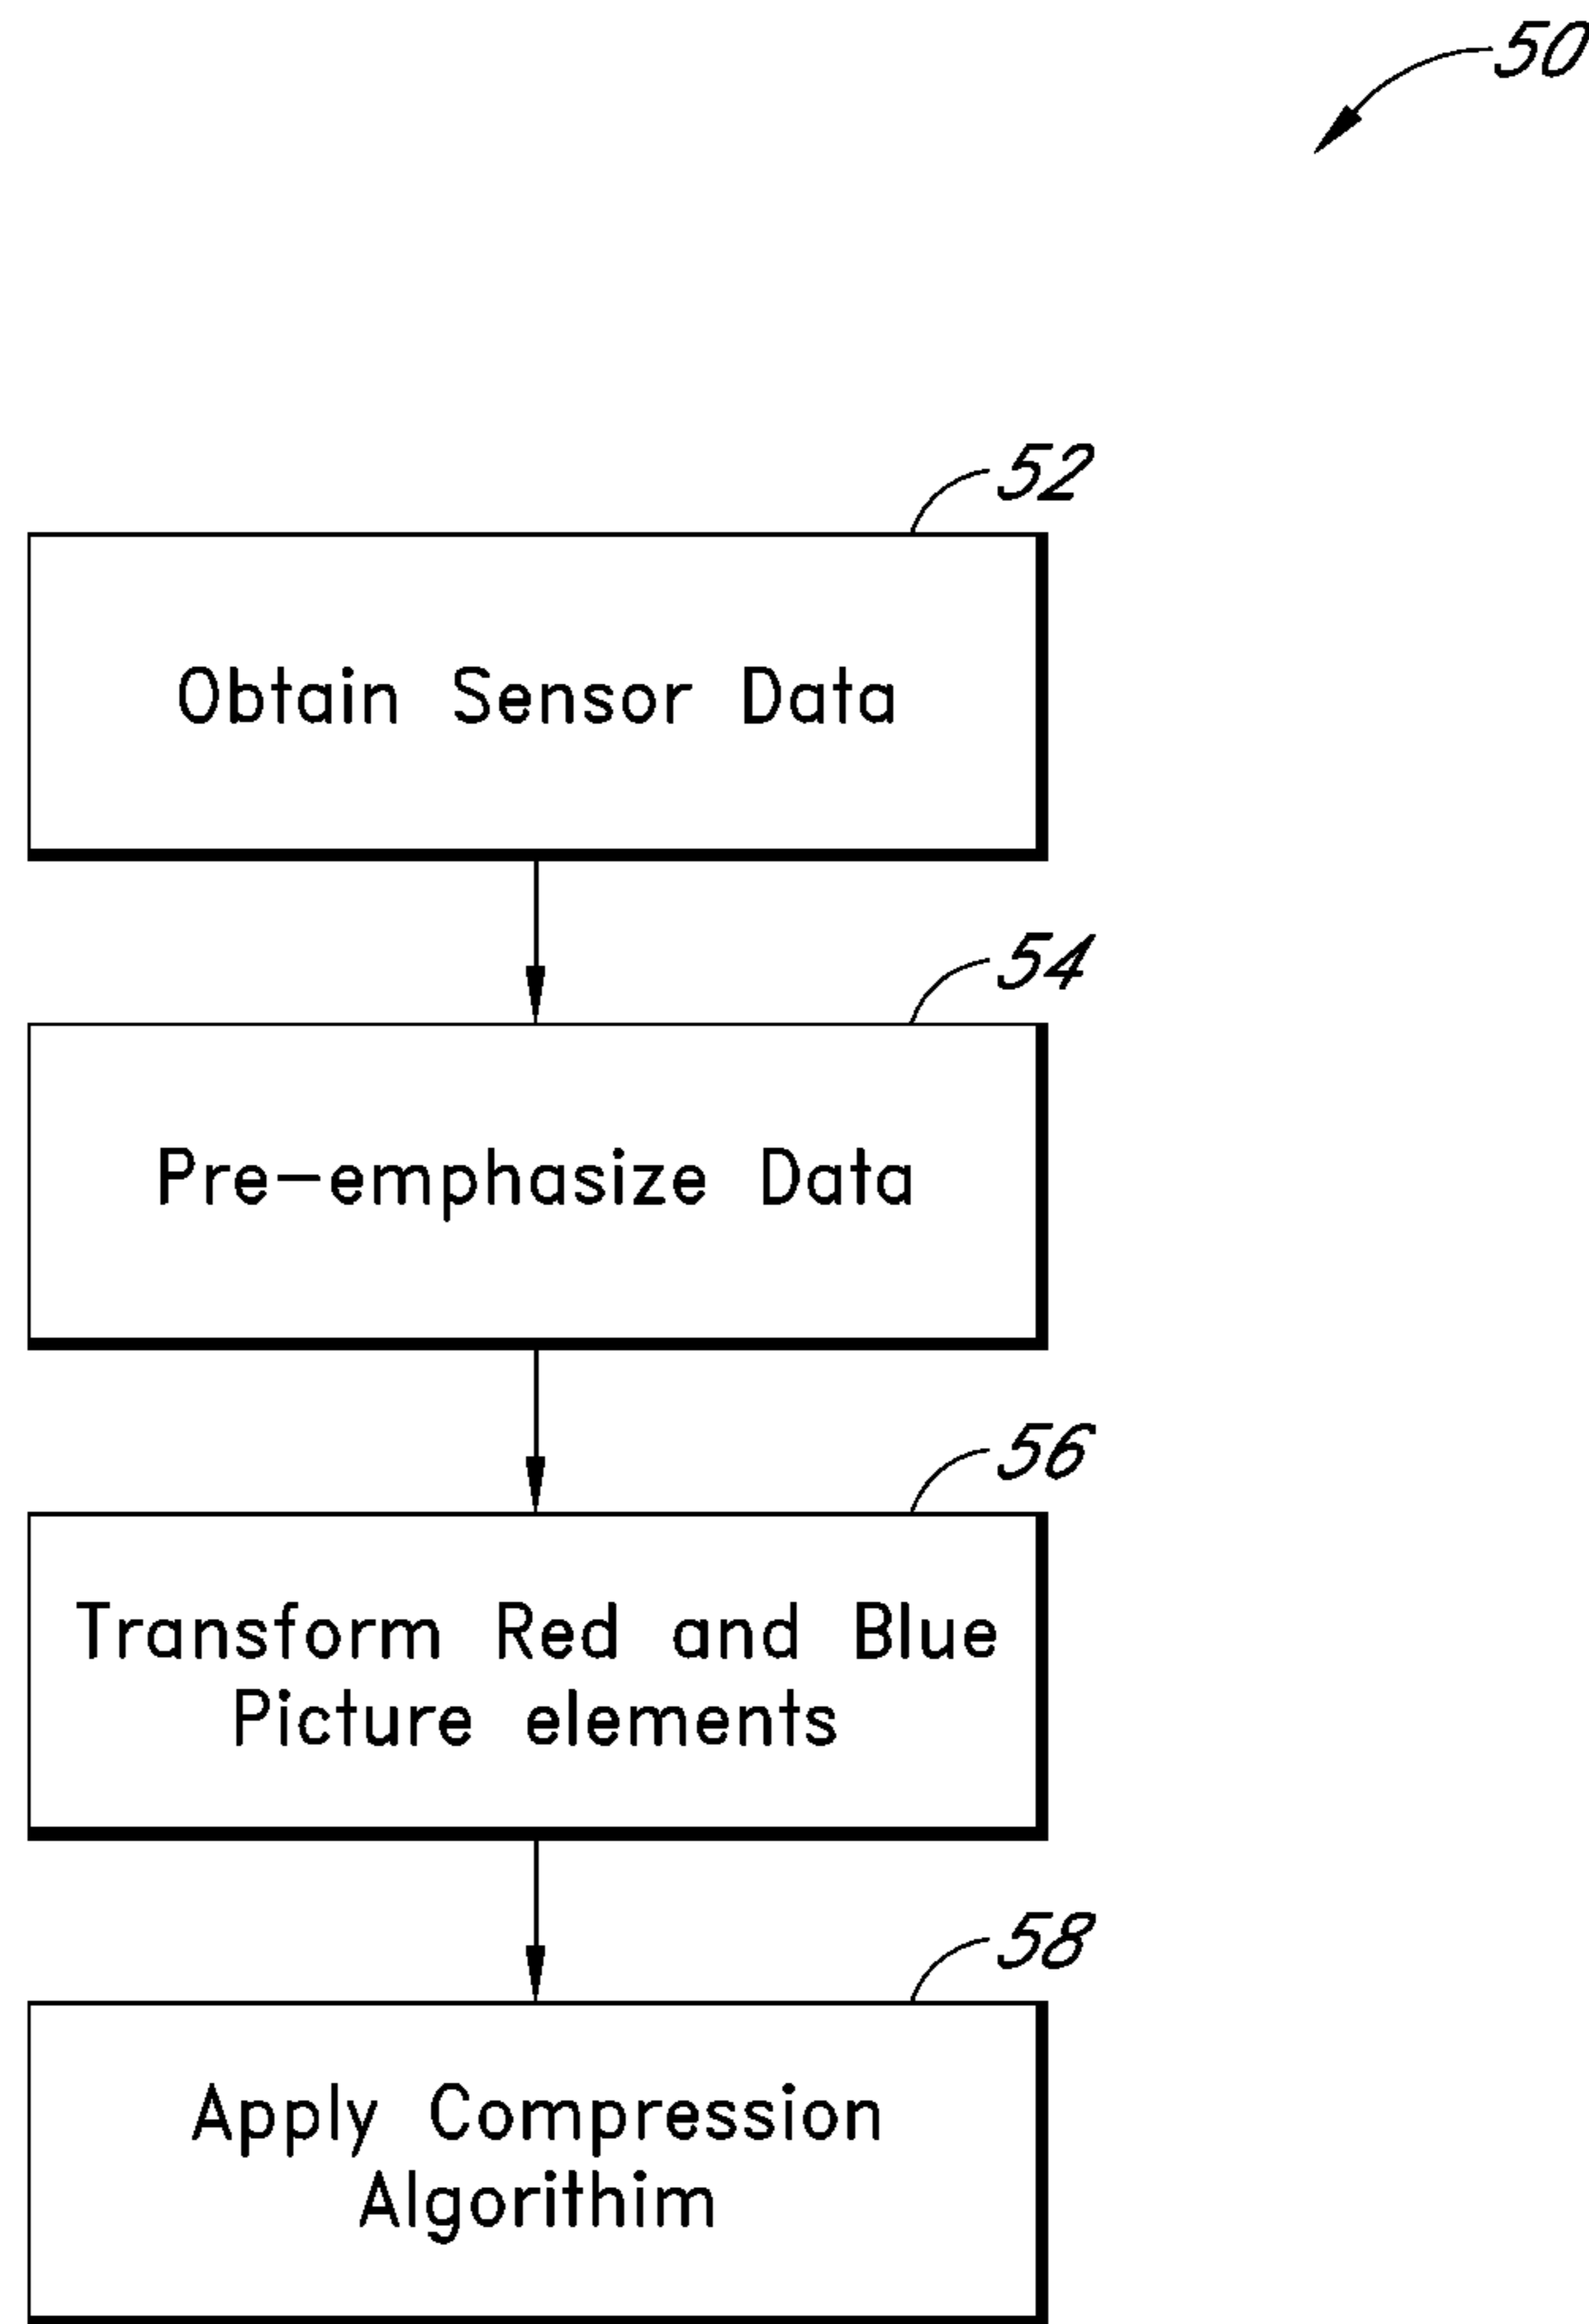 50
52
Obtain Sensor Data
54
Pre-emphasize Data
56
Transform Red and Blue
Picture elements
58
Apply Compression
Algorithim